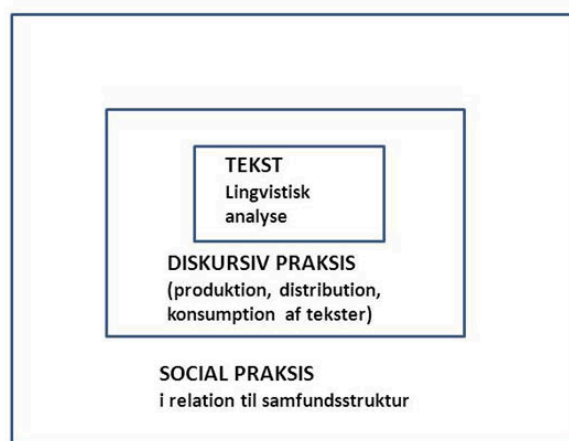 TEKST
Lingvistisk
analyse
DISKURSIV PRAKSIS
(produktion, distribution,
konsumption af tekster)
SOCIAL PRAKSIS
i relation til samfundsstruktur